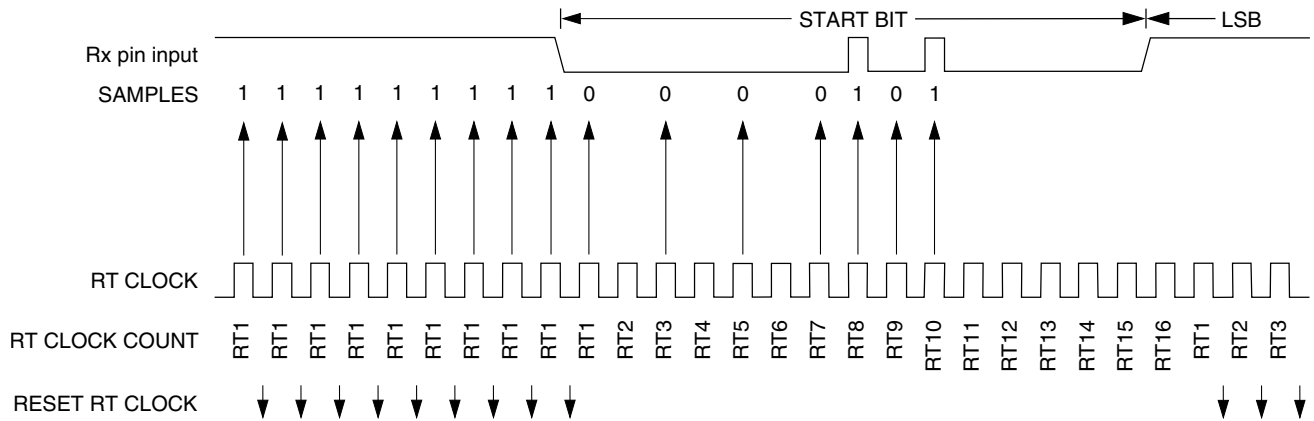 START BIT
LSB
Rx pin input
SAMPLES 1 1 1 1 1 1 1 1 1 0 0 0 0 1 0 1
RT CLOCK
RT CLOCK COUNT RT1 RT1 RT1 RT1 RT1 RT1 RT1 RT1 RT1 RT1 RT2 RT3 RT4 RT5 RT6 RT7 RT8 RT9 RT10 RT11 RT12 RT13 RT14 RT15 RT16 RT1 RT2 RT3
RESET RT CLOCK